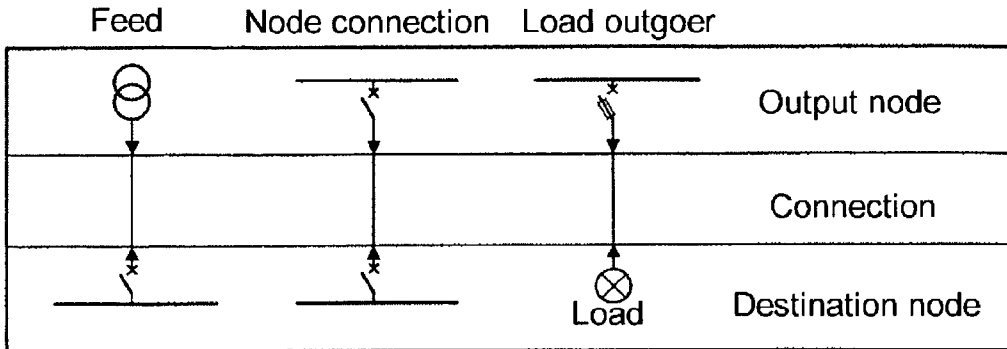 Feed Node connection Load outgoer
Output node
Connection
Load
Destination node